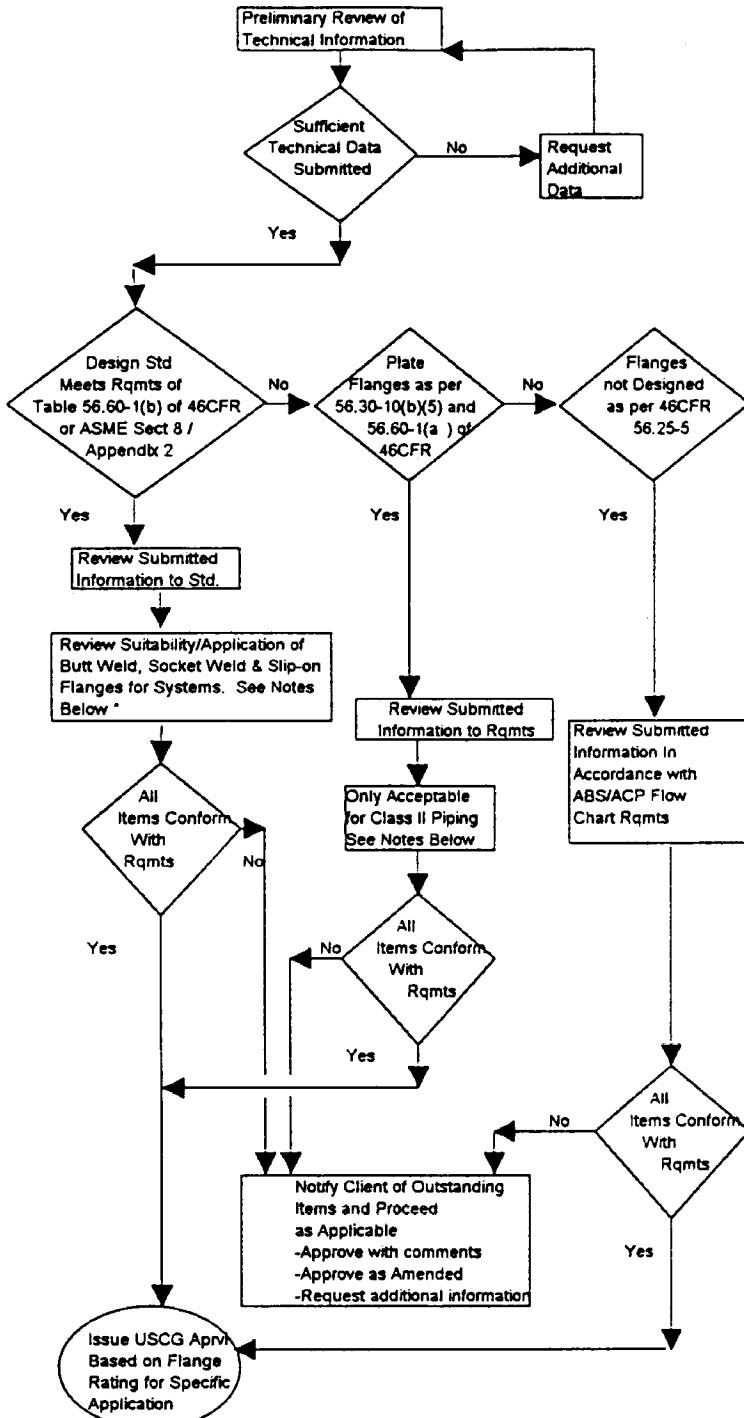 Preliminary Review of
Technical Information
Sufficient
Technical Data
Submitted
No
Request
Additional
Data
Yes
Design Std
Meets Rqmts of
Table 56.60-1(b) of 46CFR
or ASME Sect 8 /
Appendix 2
No
Plate
Flanges as per
56.30-10(b)(5) and
56.60-1(a ) of
46CFR
No
Flanges
not Designed
as per 46CFR
56.25-5
Yes
Yes
Yes
Review Submitted
Information to Std.
Review Suitability/Application of
Butt Weld, Socket Weld & Slip-on
Flanges for Systems. See Notes
Below *
Review Submitted
Information to Rqmts
Review Submitted
Information In
Accordance with
ABS/ACP Flow
Chart Rqmts
All
Items Conform
With
Rqmts
No
Yes
Only Acceptable
for Class II Piping
See Notes Below
All
Items Conform
With
Rqmts
No
Yes
All
Items Conform
With
Rqmts
No
Yes
Notify Client of Outstanding
Items and Proceed
as Applicable
-Approve with comments
-Approve as Amended
-Request additional information
Issue USCG Aprvl
Based on Flange
Rating for Specific
Application